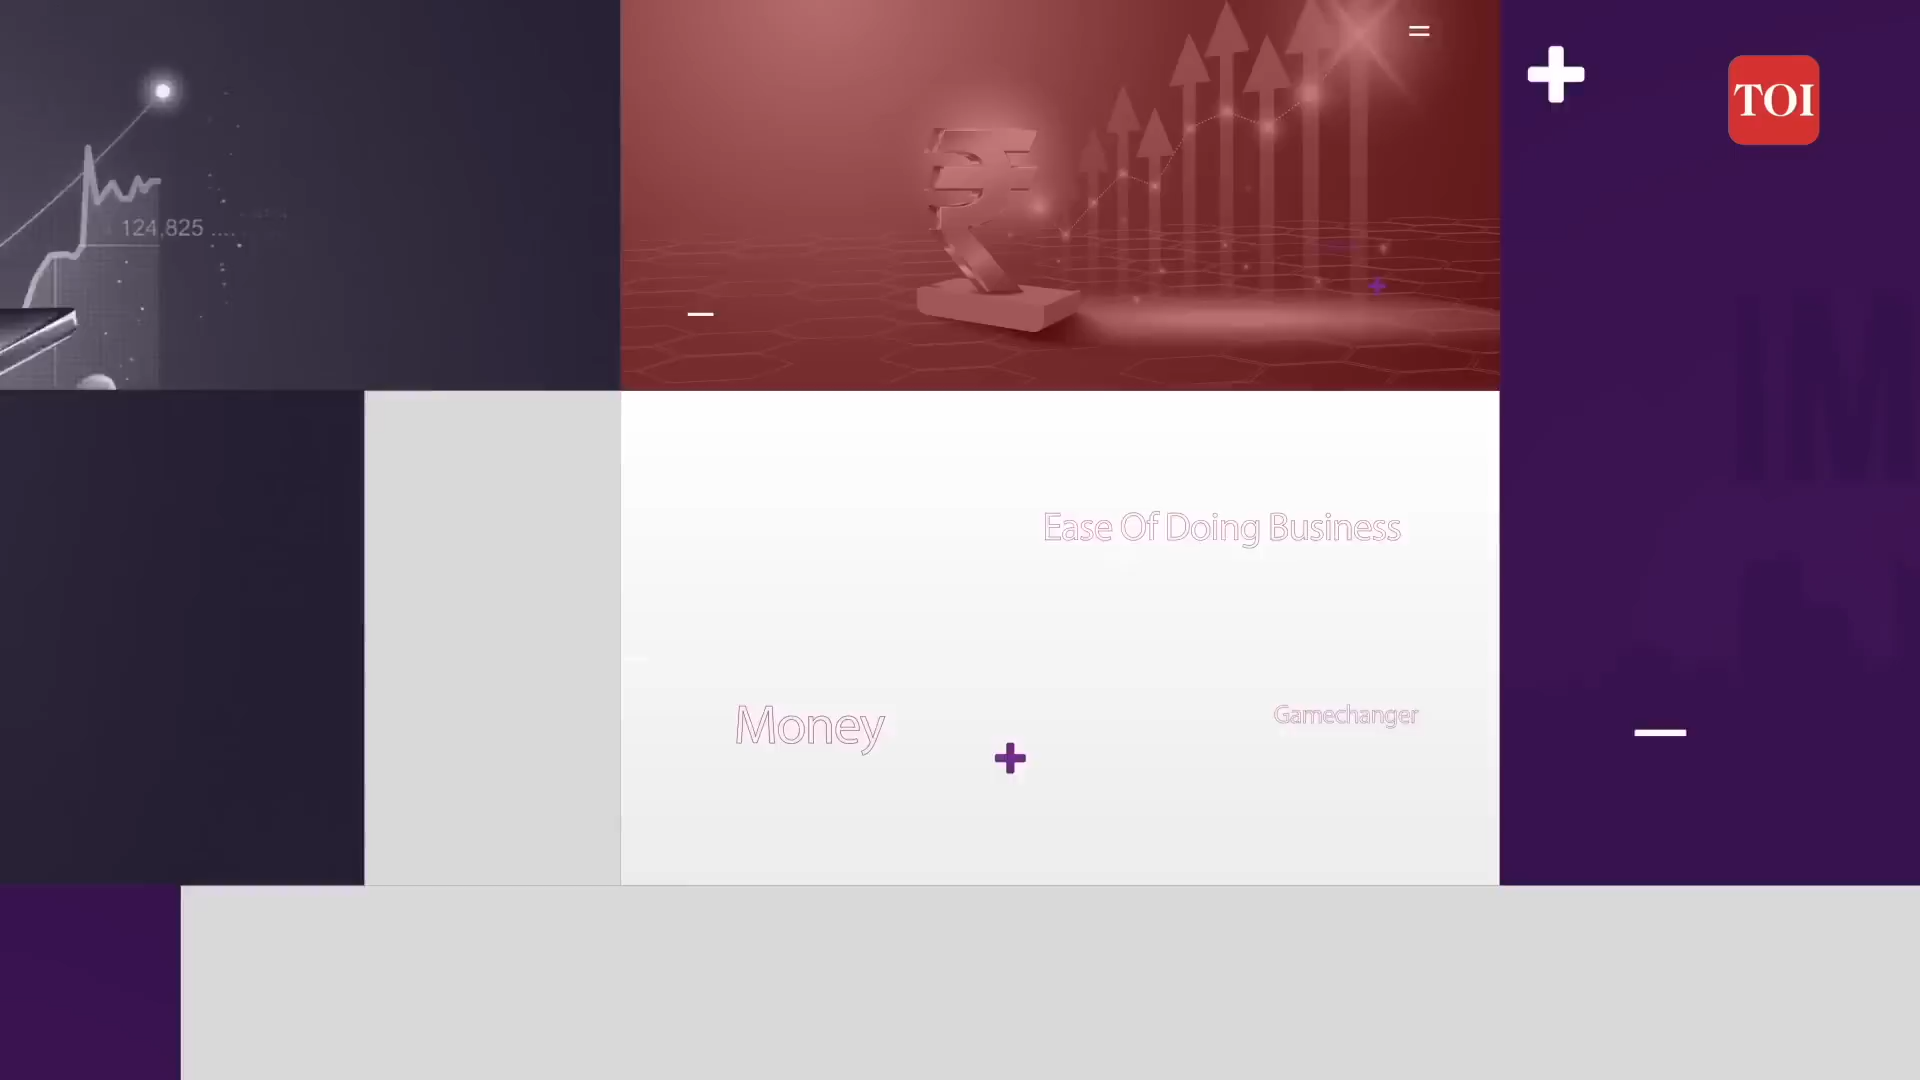 TOI
124,825 ....
Ease Of Doing Business
Money
Gamechanger